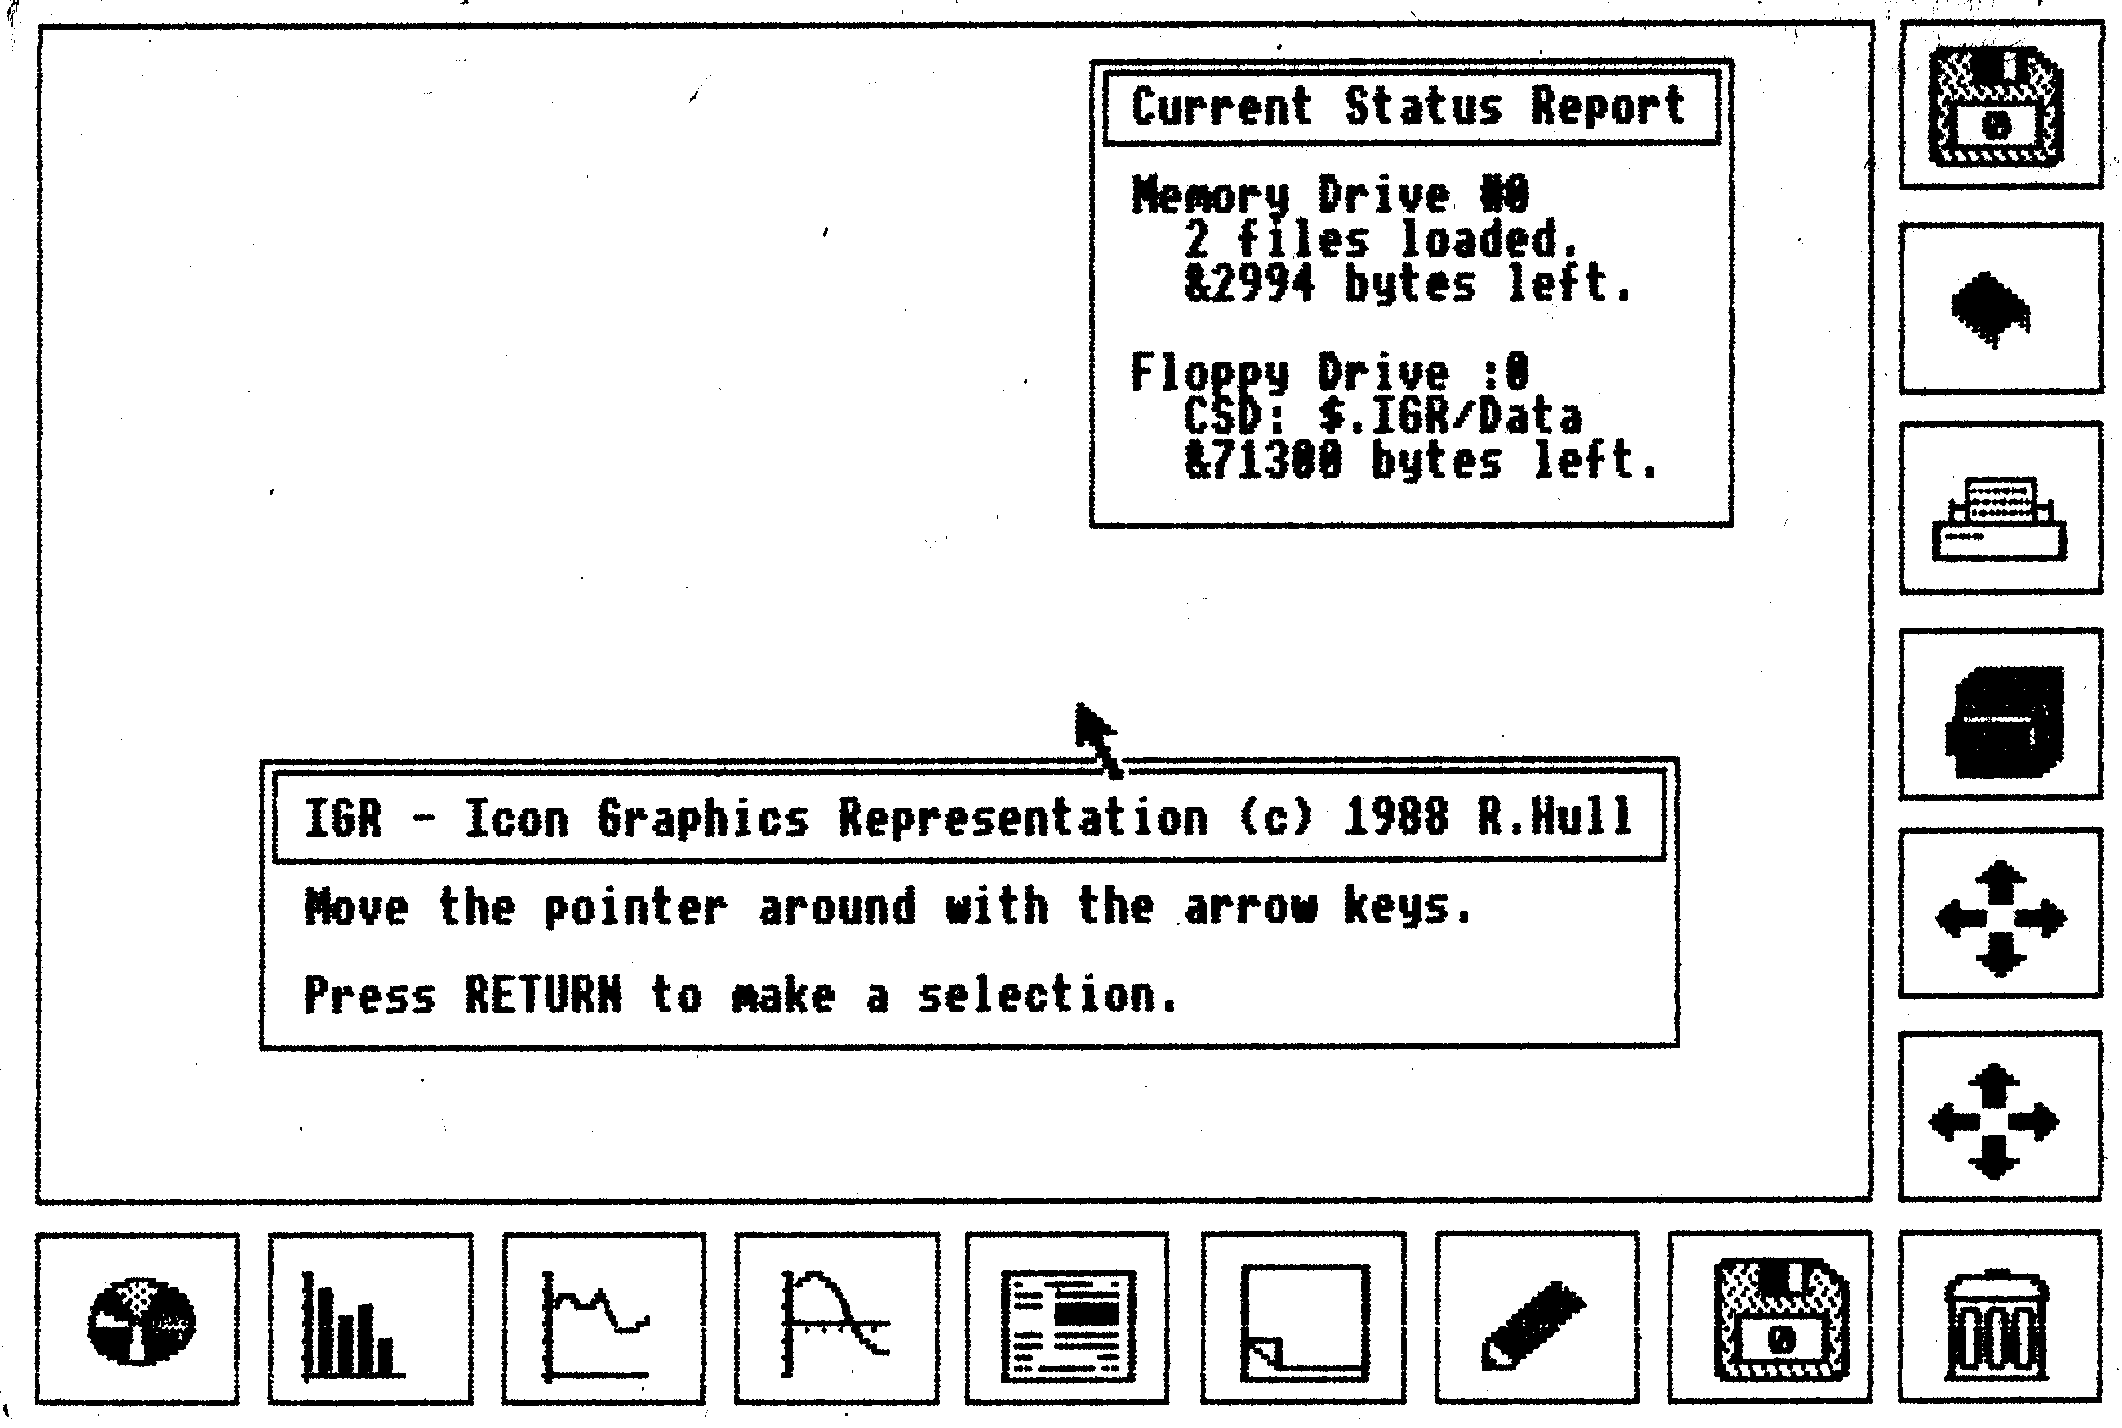 Current Status Report
Memory Drive #0
2 files loaded.
&2994 bytes left.
Floppy Drive :0
CSD: $.IGR/Data
&71300 bytes left.
IGR - Icon Graphics Representation (c) 1988 R.Hull
Move the pointer around with the arrow keys.
Press RETURN to make a selection.
0
0